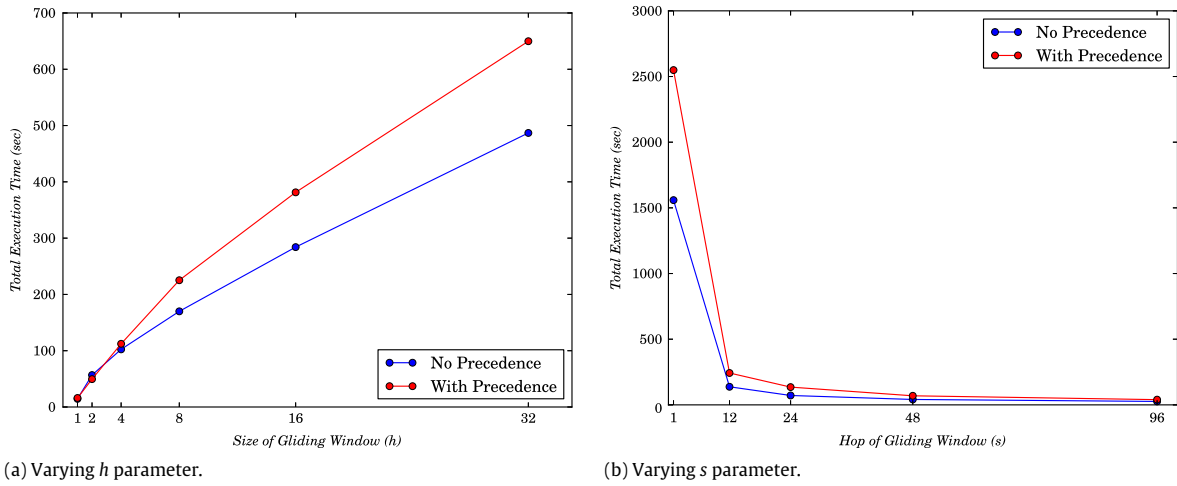 700
600
500
400
300
200
100
0
Total Execution Time (sec)
No Precedence
With Precedence
1 2 4 8 16 32
Size of Gliding Window (h)
(a) Varying h parameter.
3000
2500
2000
1500
1000
500
0
Total Execution Time (sec)
No Precedence
With Precedence
1 12 24 48 96
Hop of Gliding Window (s)
(b) Varying s parameter.